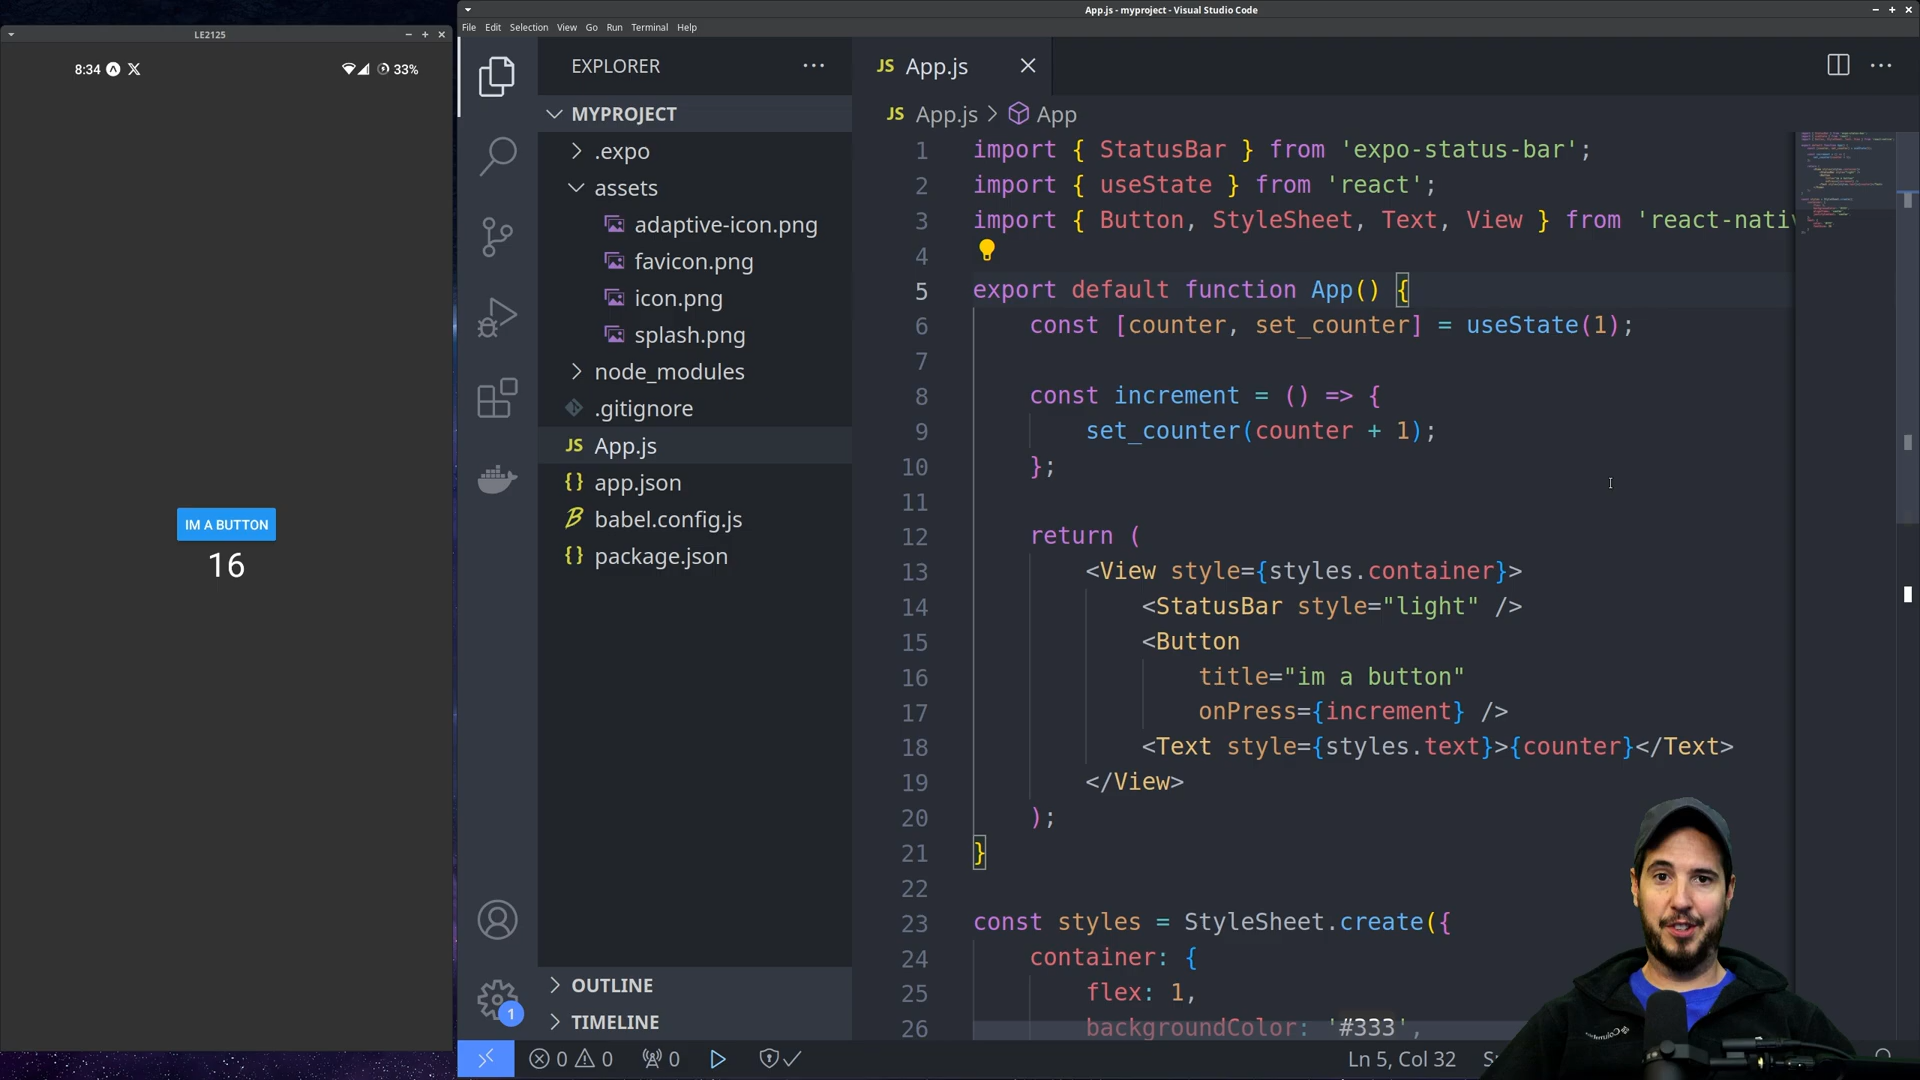 LE2125
8:34
33%
IM A BUTTON
16
App.js - myproject - Visual Studio Code
File Edit Selection View Go Run Terminal Help
EXPLORER
MYPROJECT
.expo
assets
adaptive-icon.png
favicon.png
icon.png
splash.png
node_modules
.gitignore
JS App.js
{} app.json
babel.config.js
{} package.json
OUTLINE
TIMELINE
1
JS App.js
JS App.js > App
1 import { StatusBar } from 'expo-status-bar';
2 import { useState } from 'react';
3 import { Button, StyleSheet, Text, View } from 'react-nativ
4
5 export default function App() {
6 const [counter, set_counter] = useState(1);
7
8 const increment = () => {
9 set_counter(counter + 1);
10 };
11
12 return (
13 <View style={styles.container}>
14 <StatusBar style="light" />
15 <Button
16 title="im a button"
17 onPress={increment} />
18 <Text style={styles.text}>{counter}</Text>
19 </View>
20 );
21 }
22
23 const styles = StyleSheet.create({
24 container: {
25 flex: 1,
26 backgroundColor: '#333',
0 0 0
Ln 5, Col 32
Columbia